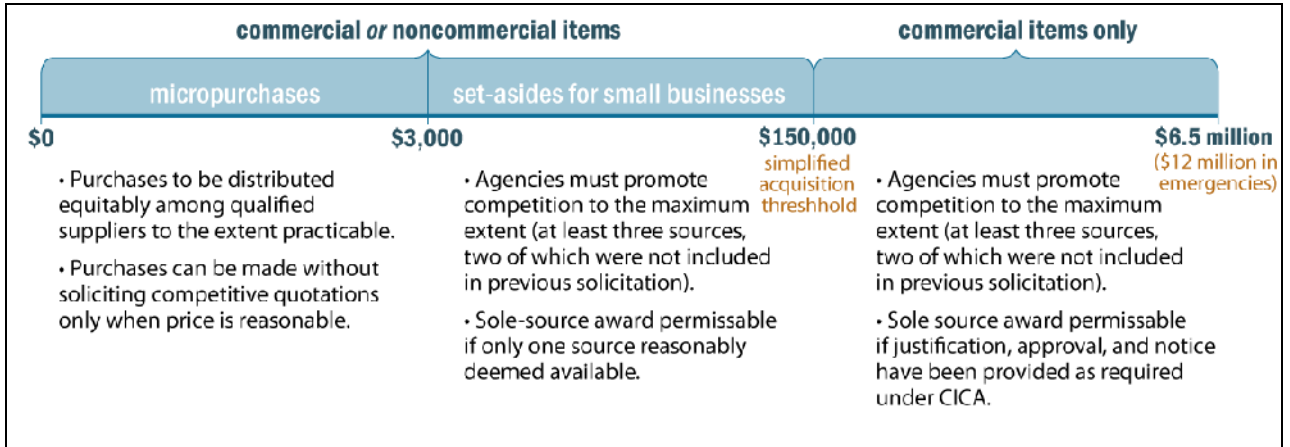 commercial or noncommercial items
commercial items only
micropurchases
set-asides for small businesses
$0
$3,000
$150,000
simplified
acquisition
threshhold
$6.5 million
($12 million in
emergencies)
• Purchases to be distributed
equitably among qualified
suppliers to the extent practicable.
• Purchases can be made without
soliciting competitive quotations
only when price is reasonable.
• Agencies must promote
competition to the maximum
extent (at least three sources,
two of which were not included
in previous solicitation).
• Sole-source award permissable
if only one source reasonably
deemed available.
• Agencies must promote
competition to the maximum
extent (at least three sources,
two of which were not included
in previous solicitation).
• Sole source award permissable
if justification, approval, and notice
have been provided as required
under CICA.